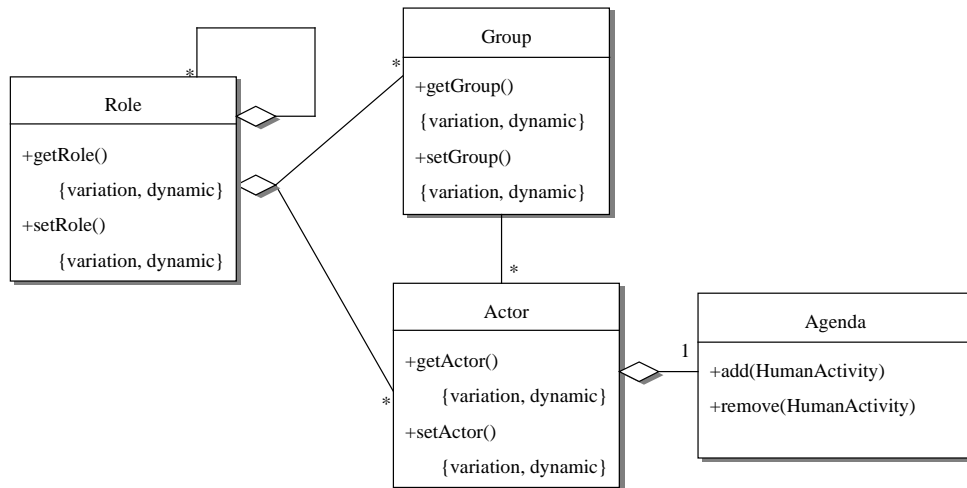 Group
+getGroup()
{variation, dynamic}
+setGroup()
{variation, dynamic}
*
*
Role
+getRole()
{variation, dynamic}
+setRole()
{variation, dynamic}
*
*
Actor
+getActor()
{variation, dynamic}
+setActor()
{variation, dynamic}
1
Agenda
+add(HumanActivity)
+remove(HumanActivity)